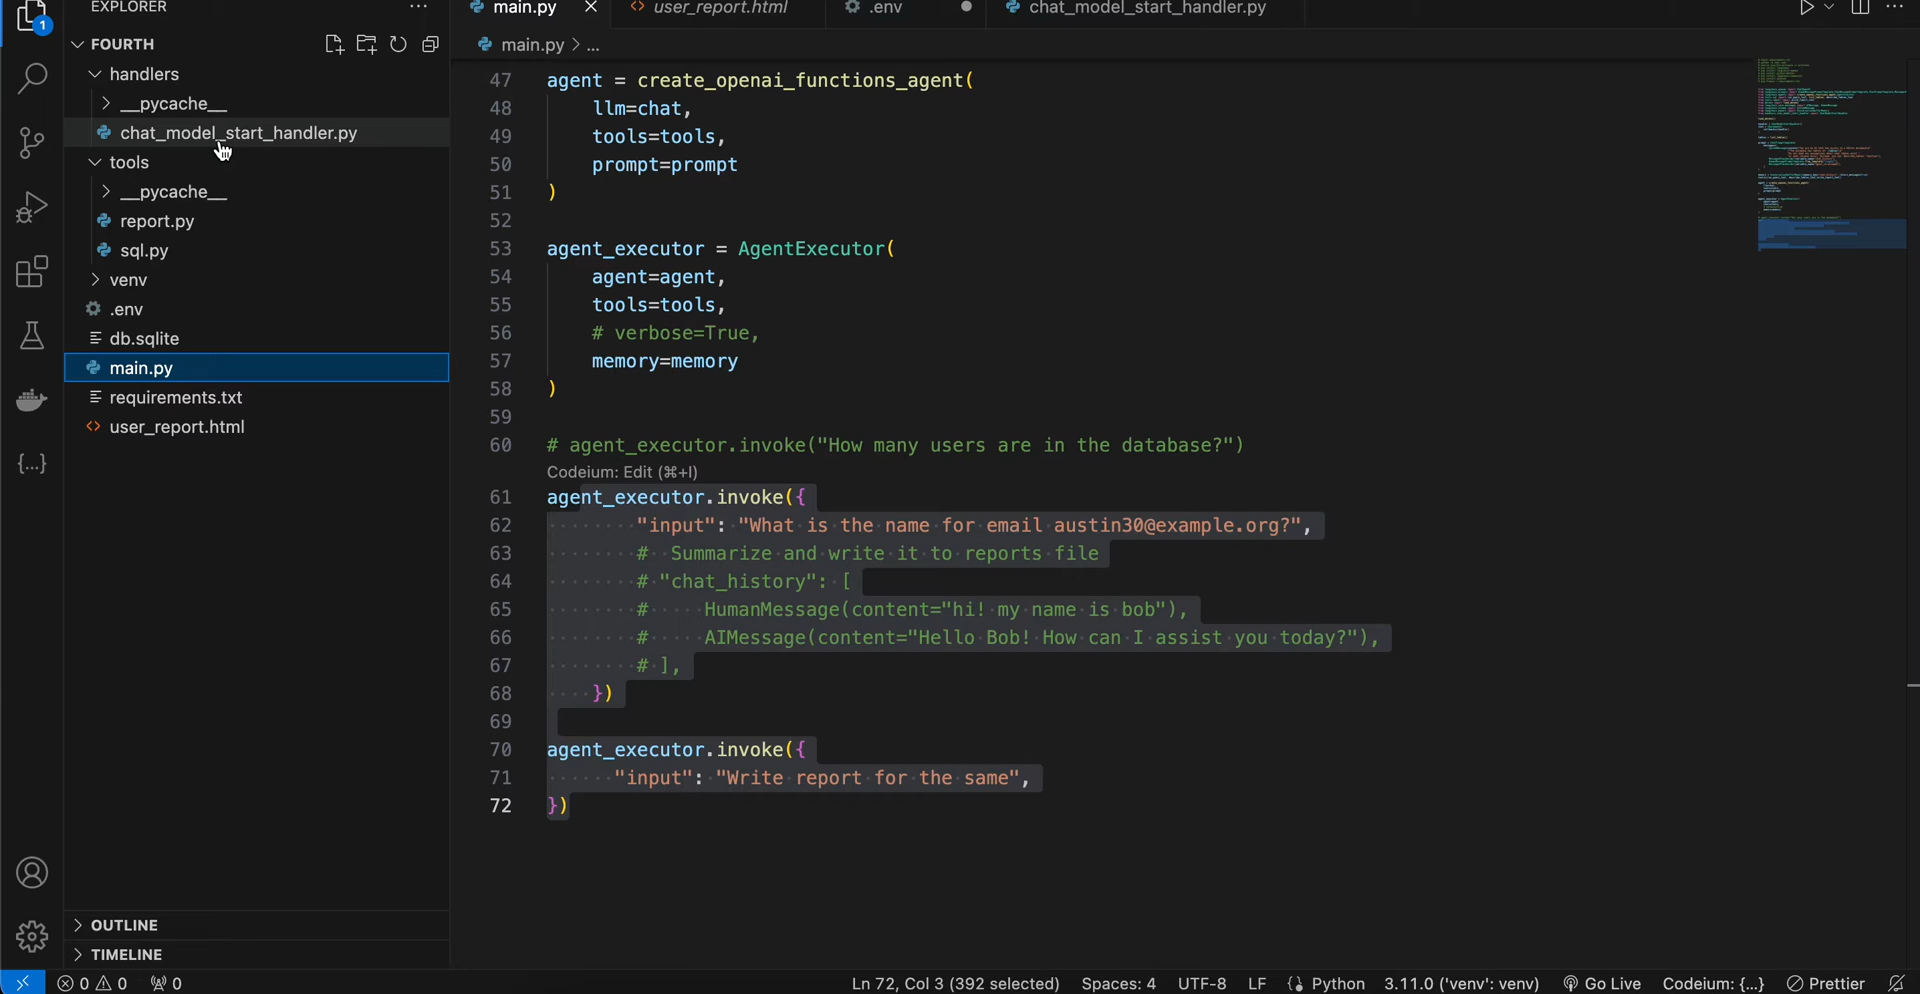 EXPLORER
···
main.py
user_report.html
.env
chat_model_start_handler.py
1
FOURTH
main.py > ...
handlers
__pycache__
chat_model_start_handler.py
tools
__pycache__
report.py
sql.py
venv
.env
db.sqlite
main.py
requirements.txt
user_report.html
OUTLINE
TIMELINE
47 agent = create_openai_functions_agent(
48 llm=chat,
49 tools=tools,
50 prompt=prompt
51 )
52
53 agent_executor = AgentExecutor(
54 agent=agent,
55 tools=tools,
56 # verbose=True,
57 memory=memory
58 )
59
60 # agent_executor.invoke("How many users are in the database?")
Codeium: Edit (⌘+I)
61 agent_executor.invoke({
62 "input": "What is the name for email austin30@example.org?",
63 # Summarize and write it to reports file
64 # "chat_history": [
65 # HumanMessage(content="hi! my name is bob"),
66 # AIMessage(content="Hello Bob! How can I assist you today?"),
67 # ],
68 })
69
70 agent_executor.invoke({
71 "input": "Write report for the same",
72 })
0 0 0 Ln 72, Col 3 (392 selected) Spaces: 4 UTF-8 LF Python 3.11.0 ('venv': venv) Go Live Codeium: {...} Prettier